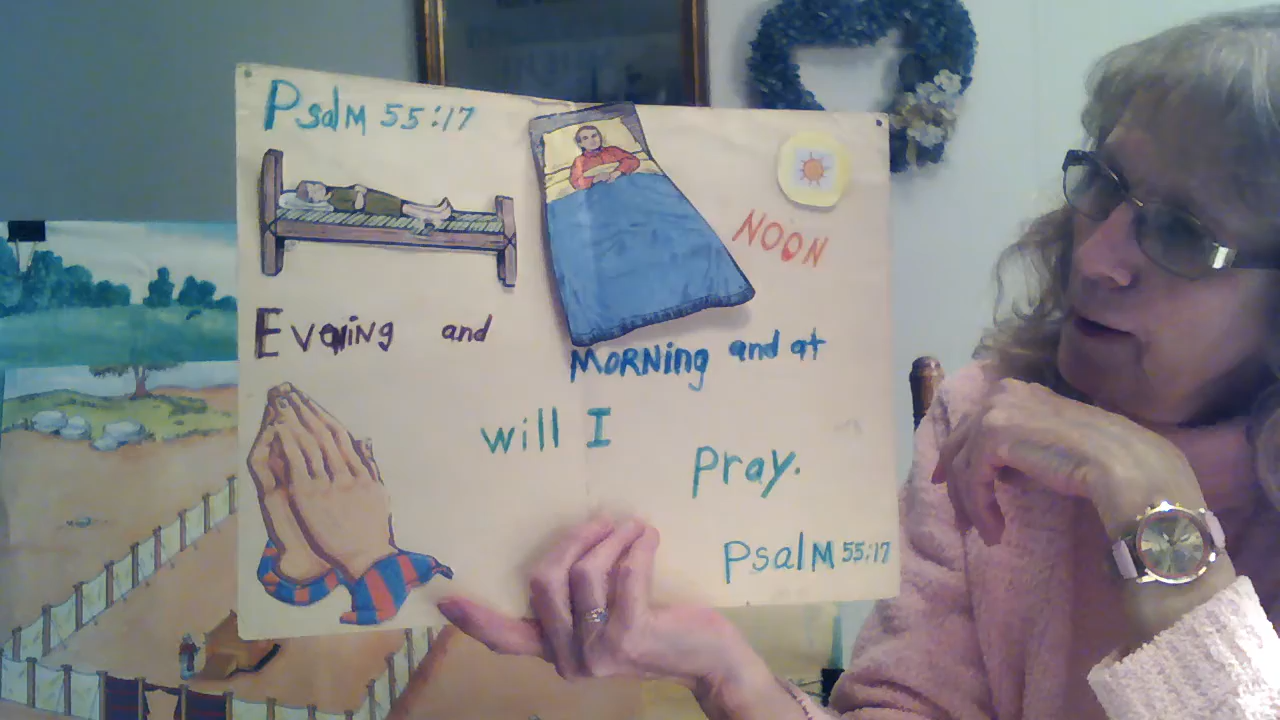 Psalm 55:17
NOON
Evening and
Morning and at
will I
pray.
Psalm 55:17